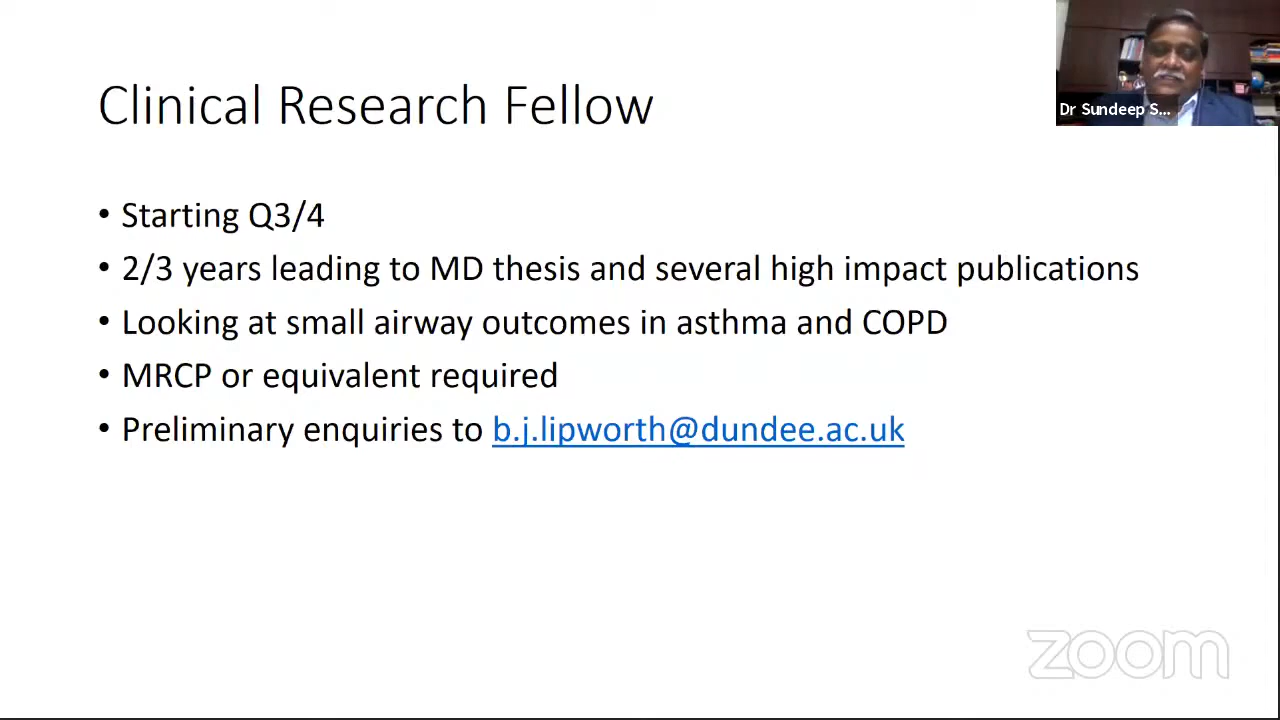 Clinical Research Fellow
Dr Sundeep S...
• Starting Q3/4
• 2/3 years leading to MD thesis and several high impact publications
• Looking at small airway outcomes in asthma and COPD
• MRCP or equivalent required
• Preliminary enquiries to b.j.lipworth@dundee.ac.uk
zoom